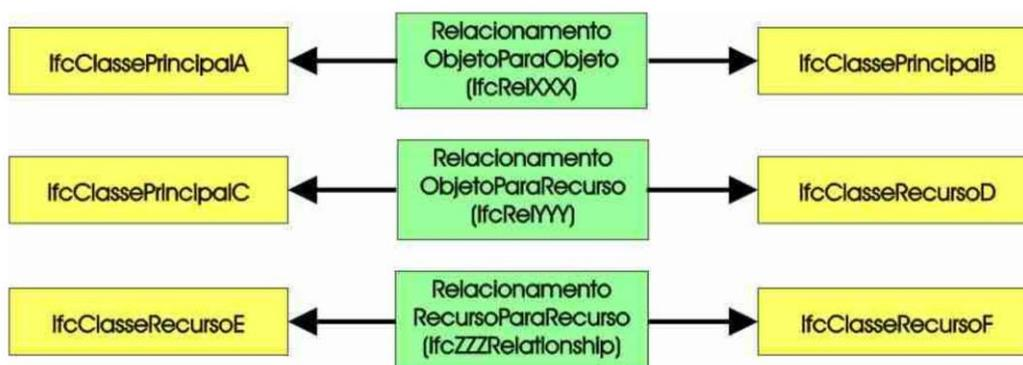 IfcClassePrincipalA
Relacionamento
ObjetoParaObjeto
(IfcRelXXX)
IfcClassePrincipalB
IfcClassePrincipalC
Relacionamento
ObjetoParaRecurso
(IfcRelYYY)
IfcClasseRecursoD
IfcClasseRecursoE
Relacionamento
RecursoParaRecurso
(IfcZZZRelationship)
IfcClasseRecursoF